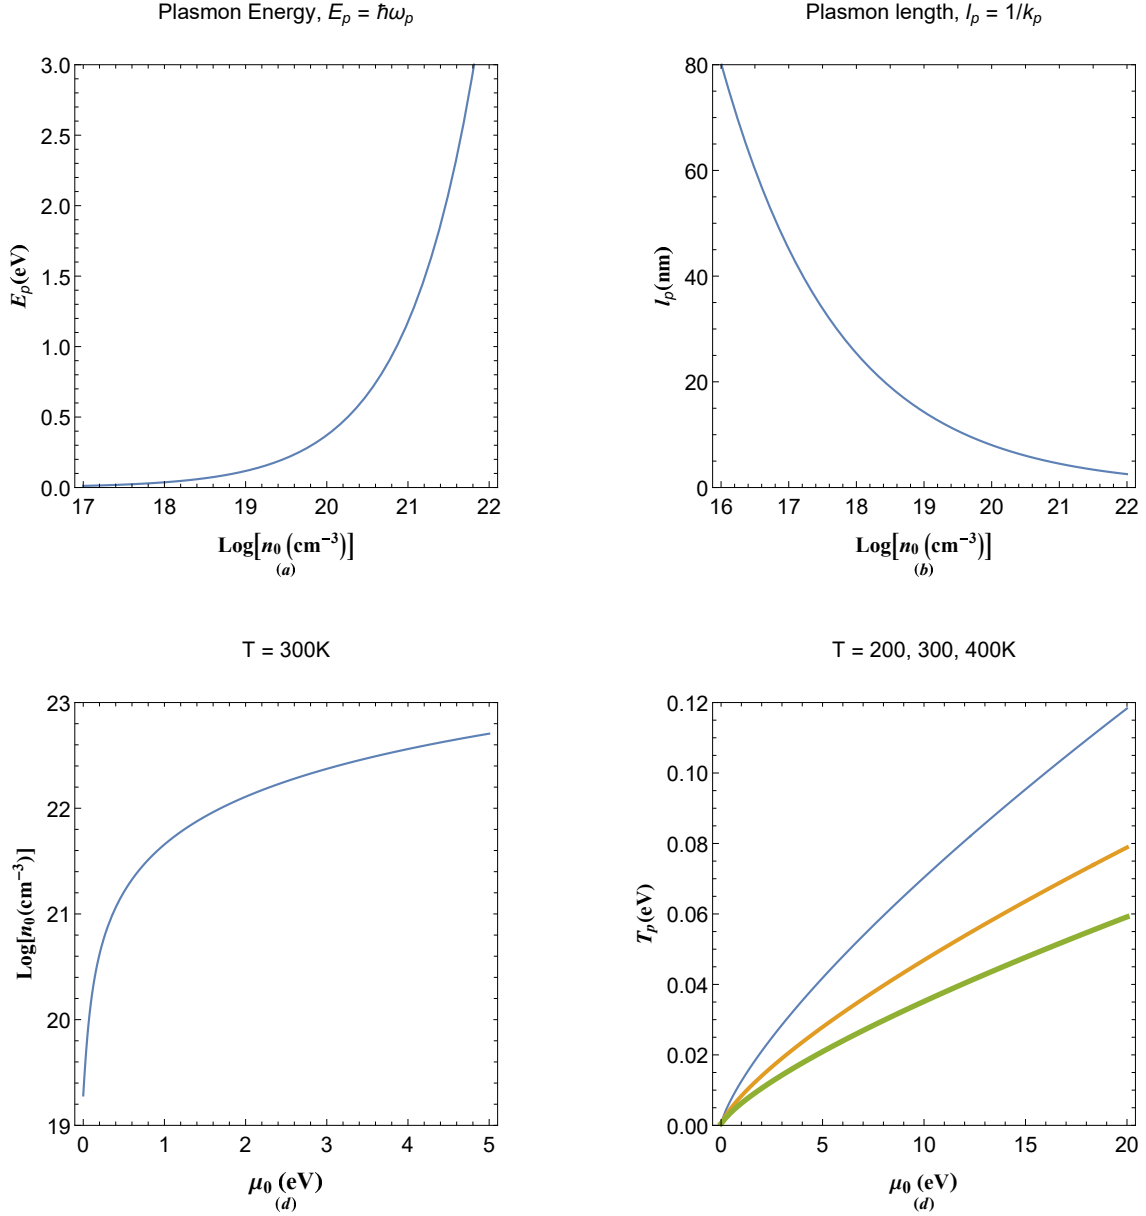 Plasmon Energy, Eₚ = ℏωₚ
3.0
2.5
2.0
1.5
1.0
0.5
0.0
Eₚ(eV)
17 18 19 20 21 22
Log[n₀ (cm⁻³)]
(a)
Plasmon length, lₚ = 1/kₚ
80
60
40
20
0
lₚ(nm)
16 17 18 19 20 21 22
Log[n₀ (cm⁻³)]
(b)
T = 300K
23
22
21
20
19
Log[n₀(cm⁻³)]
0 1 2 3 4 5
μ₀ (eV)
(d)
T = 200, 300, 400K
0.12
0.10
0.08
0.06
0.04
0.02
0.00
Tₚ(eV)
0 5 10 15 20
μ₀ (eV)
(d)